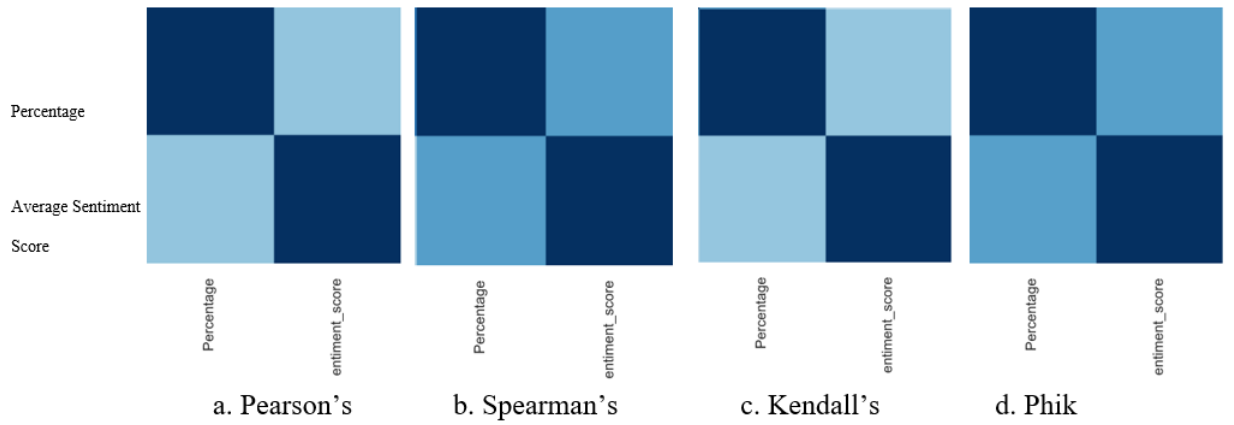 Percentage
Average Sentiment
Score
Percentage
entiment_score
Percentage
entiment_score
Percentage
entiment_score
Percentage
entiment_score
a. Pearson’s
b. Spearman’s
c. Kendall’s
d. Phik